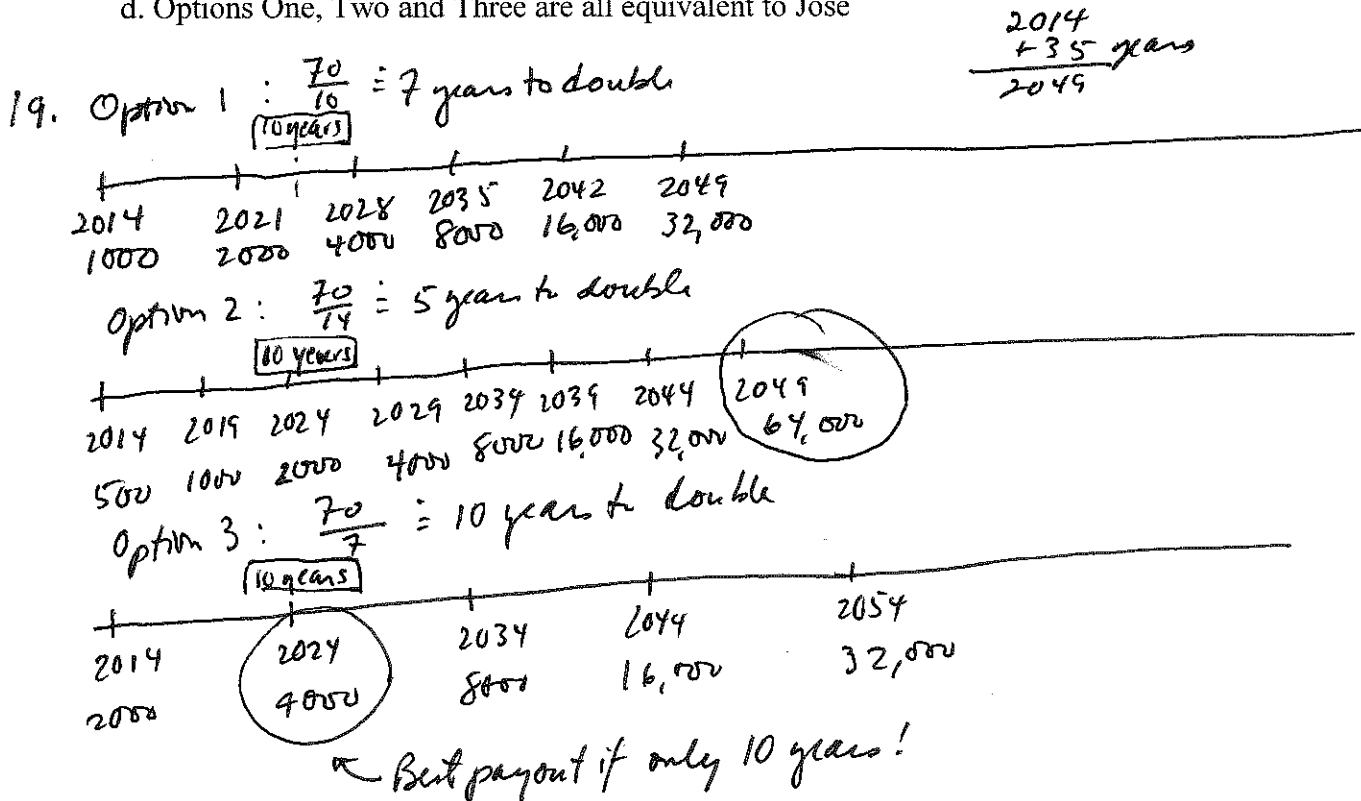 d. Options One, Two and Three are all equivalent to Jose
2014
+35 years
2049
19. Option 1 : 70/10 ≐ 7 years to double
10 years
2014 2021 2028 2035 2042 2049
1000 2000 4000 8000 16,000 32,000
Option 2 : 70/14 ≐ 5 years to double
10 years
2014 2019 2024 2029 2034 2039 2044 2049
500 1000 2000 4000 8000 16,000 32,000 64,000
Option 3 : 70/7 ≐ 10 years to double
10 years
2014 2024 2034 2044 2054
2000 4000 8000 16,000 32,000
← Best payout if only 10 years!